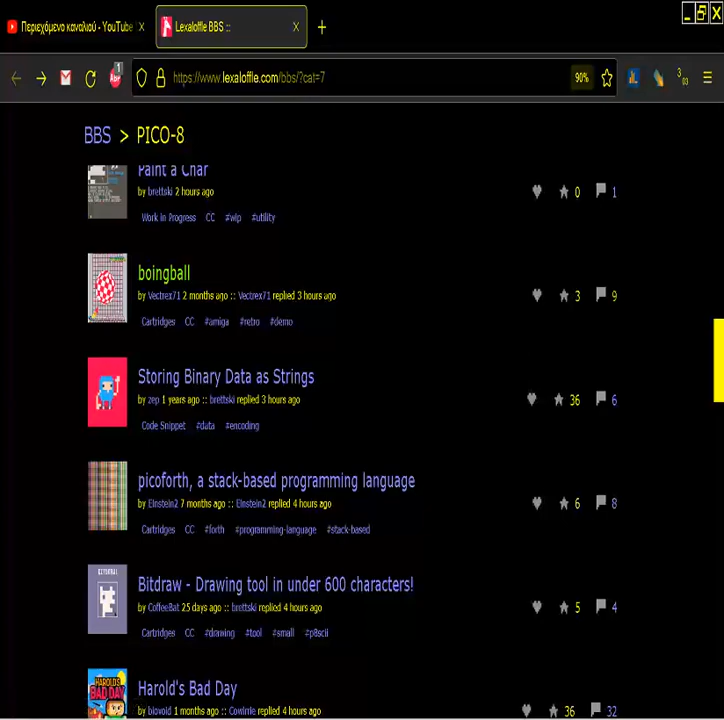 Περιεχόμενο καναλιού - YouTube
Lexaloffle BBS ::
https://www.lexaloffle.com/bbs/?cat=7
90%
BBS > PICO-8
Paint a Char
by brettski 2 hours ago
0 1
Work in Progress CC #wip #utility
boingball
by Vectrex71 2 months ago :: Vectrex71 replied 3 hours ago
3 9
Cartridges CC #amiga #retro #demo
Storing Binary Data as Strings
by zep 1 years ago :: brettski replied 3 hours ago
36 6
Code Snippet #data #encoding
picoforth, a stack-based programming language
by Einstein2 7 months ago :: Einstein2 replied 4 hours ago
6 8
Cartridges CC #forth #programming-language #stack-based
Bitdraw - Drawing tool in under 600 characters!
by CoffeeBat 25 days ago :: brettski replied 4 hours ago
5 4
Cartridges CC #drawing #tool #small #p8scii
HAROLD'S
BAD DAY
Harold's Bad Day
by biovoid 1 months ago :: Cowirrie replied 4 hours ago
36 32